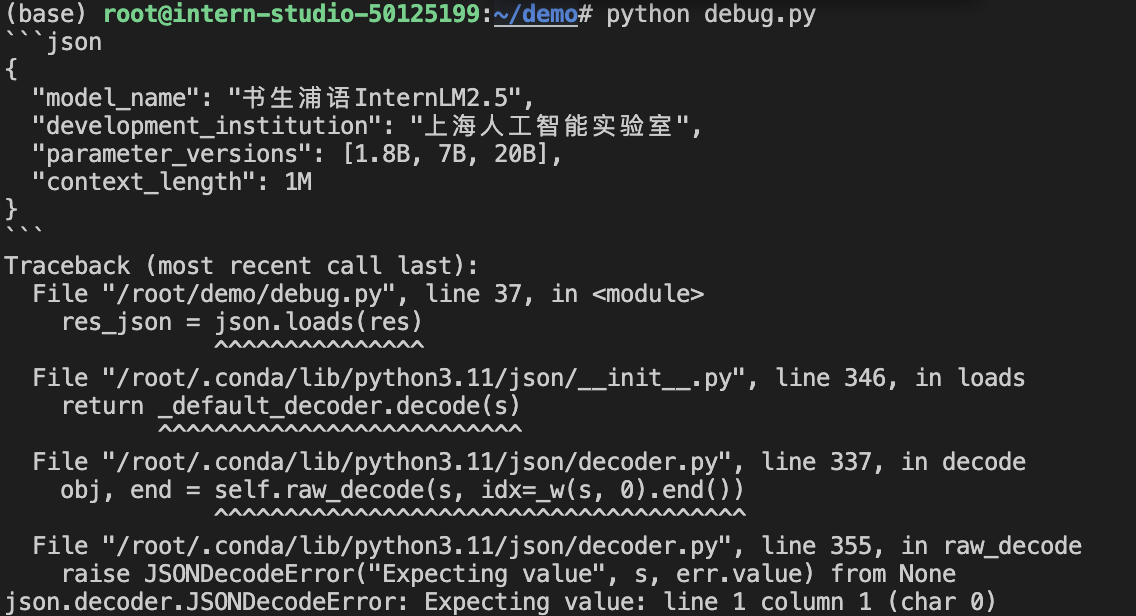 (base) root@intern-studio-50125199:~/demo# python debug.py
```json
{
  "model_name": "书生浦语InternLM2.5",
  "development_institution": "上海人工智能实验室",
  "parameter_versions": [1.8B, 7B, 20B],
  "context_length": 1M
}
```
Traceback (most recent call last):
  File "/root/demo/debug.py", line 37, in <module>
    res_json = json.loads(res)
               ^^^^^^^^^^^^^^^
  File "/root/.conda/lib/python3.11/json/__init__.py", line 346, in loads
    return _default_decoder.decode(s)
           ^^^^^^^^^^^^^^^^^^^^^^^^^^
  File "/root/.conda/lib/python3.11/json/decoder.py", line 337, in decode
    obj, end = self.raw_decode(s, idx=_w(s, 0).end())
               ^^^^^^^^^^^^^^^^^^^^^^^^^^^^^^^^^^^^^^
  File "/root/.conda/lib/python3.11/json/decoder.py", line 355, in raw_decode
    raise JSONDecodeError("Expecting value", s, err.value) from None
json.decoder.JSONDecodeError: Expecting value: line 1 column 1 (char 0)